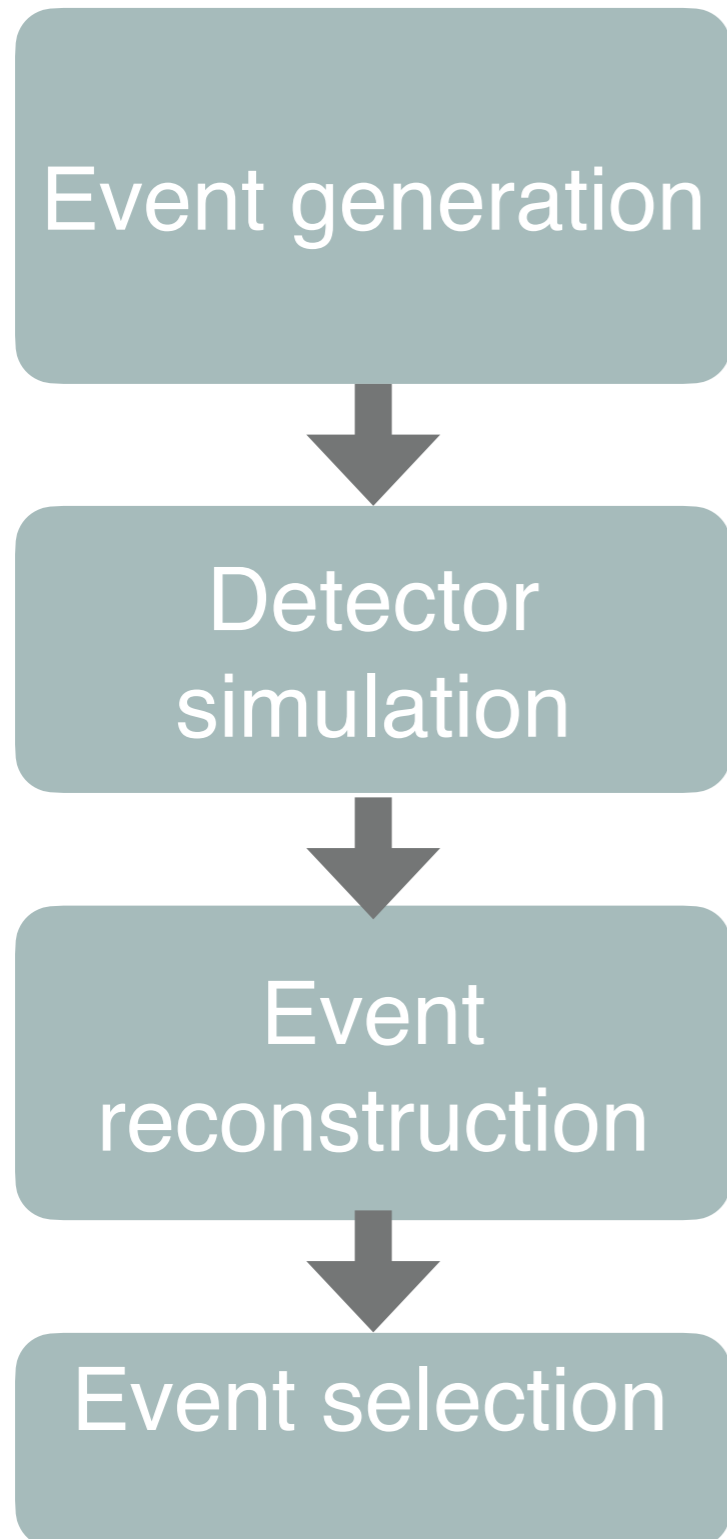 Event generation
Detector
simulation
Event
reconstruction
Event selection